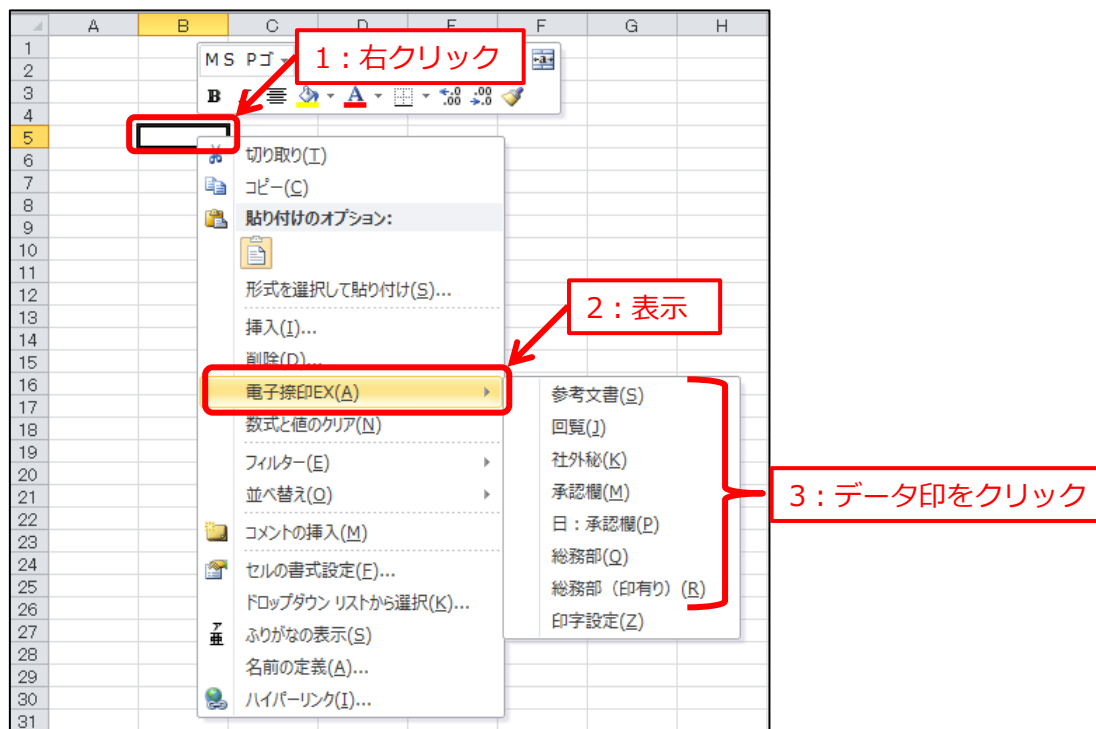 A B C D E F G H
1
2
3
4
5
6
7
8
9
10
11
12
13
14
15
16
17
18
19
20
21
22
23
24
25
26
27
28
29
30
31
ＭＳ Ｐゴ
B
A
.0 .00
.00 .0
1：右クリック
切り取り(T)
コピー(C)
貼り付けのオプション:
形式を選択して貼り付け(S)...
挿入(I)...
削除(D)...
電子捺印EX(A)
数式と値のクリア(N)
フィルター(E)
並べ替え(O)
コメントの挿入(M)
セルの書式設定(F)...
ドロップダウン リストから選択(K)...
ア亜 ふりがなの表示(S)
名前の定義(A)...
ハイパーリンク(I)...
2：表示
参考文書(S)
回覧(J)
社外秘(K)
承認欄(M)
日：承認欄(P)
総務部(Q)
総務部（印有り）(R)
印字設定(Z)
3：データ印をクリック